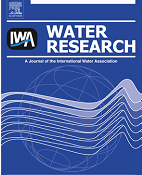 IWA
WATER
RESEARCH
A Journal of the International Water Association